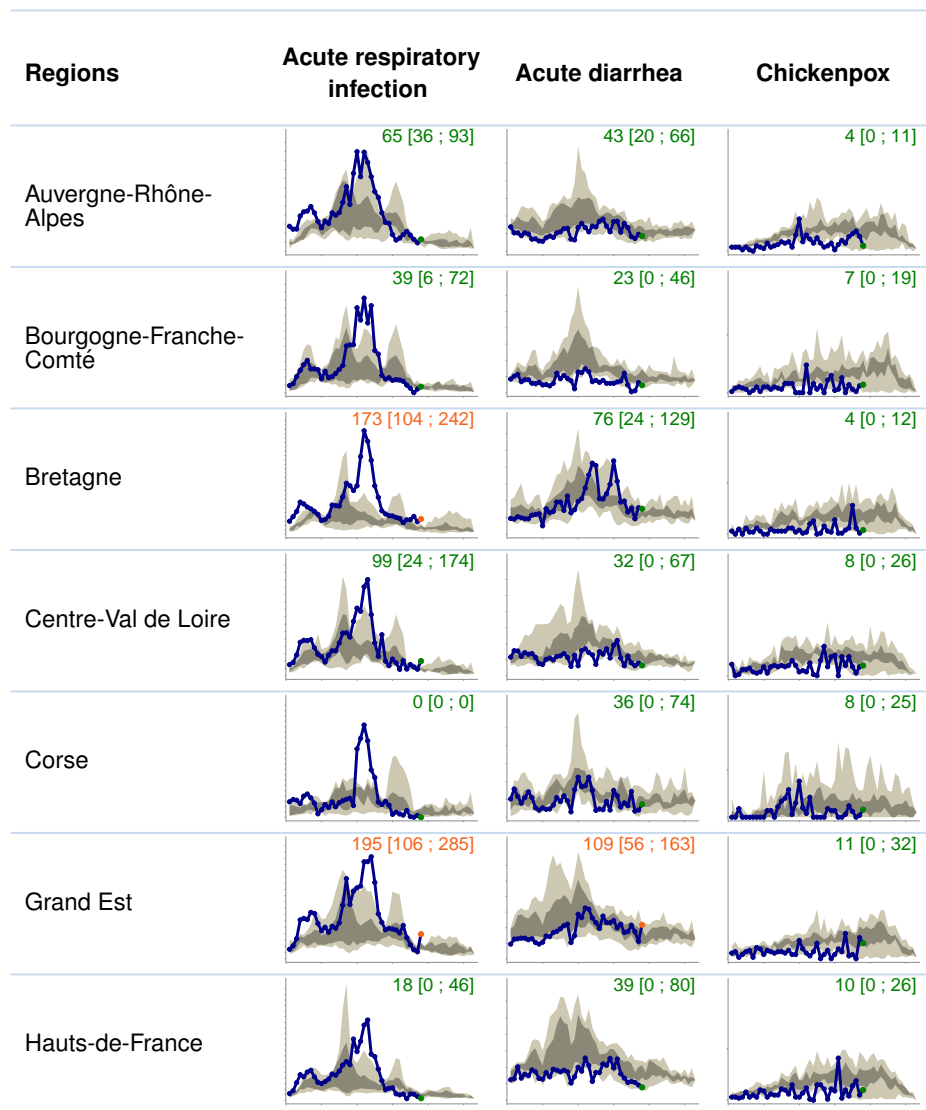 Regions
Acute respiratory
infection
Acute diarrhea
Chickenpox
65 [36 ; 93]
43 [20 ; 66]
4 [0 ; 11]
Auvergne-Rhône-
Alpes
39 [6 ; 72]
23 [0 ; 46]
7 [0 ; 19]
Bourgogne-Franche-
Comté
173 [104 ; 242]
76 [24 ; 129]
4 [0 ; 12]
Bretagne
99 [24 ; 174]
32 [0 ; 67]
8 [0 ; 26]
Centre-Val de Loire
0 [0 ; 0]
36 [0 ; 74]
8 [0 ; 25]
Corse
195 [106 ; 285]
109 [56 ; 163]
11 [0 ; 32]
Grand Est
18 [0 ; 46]
39 [0 ; 80]
10 [0 ; 26]
Hauts-de-France